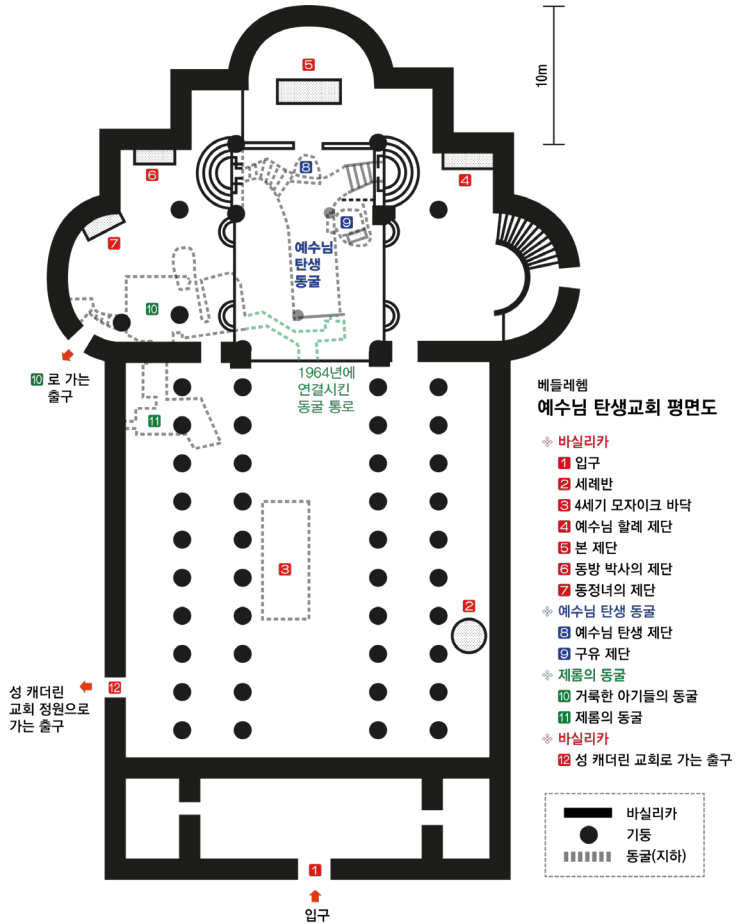 5
10m
6
8
4
7
9
예수님
탄생
동굴
10
10 로 가는
출구
1964년에
연결시킨
동굴 통로
11
3
2
12
성 캐더린
교회 정원으로
가는 출구
1
입구
베들레헴
예수님 탄생교회 평면도
바실리카
1 입구
2 세례반
3 4세기 모자이크 바닥
4 예수님 할례 제단
5 본 제단
6 동방 박사의 제단
7 동정녀의 제단
예수님 탄생 동굴
8 예수님 탄생 제단
9 구유 제단
제롬의 동굴
10 거룩한 아기들의 동굴
11 제롬의 동굴
바실리카
12 성 캐더린 교회로 가는 출구
바실리카
기둥
동굴(지하)